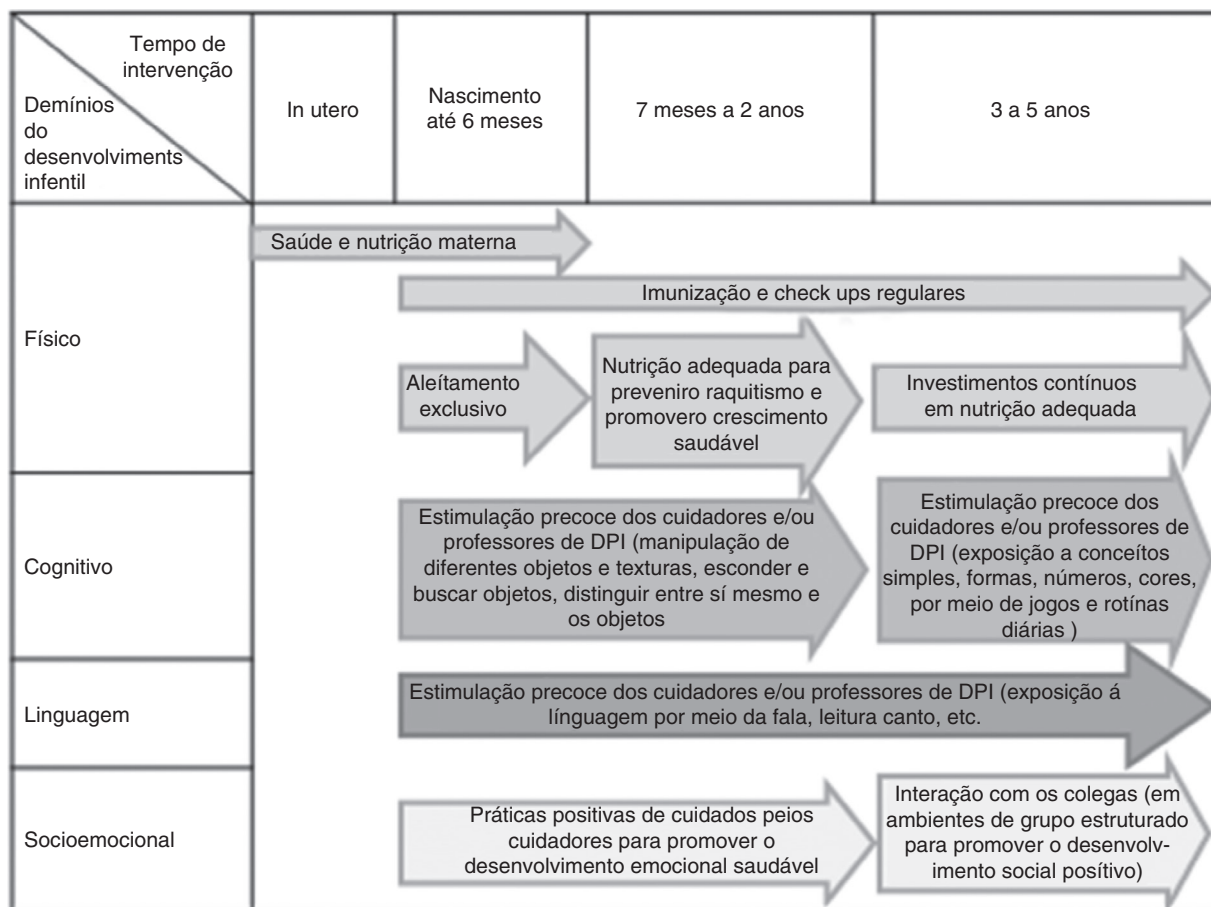 Tempo de
intervenção
Demínios
do
desenvolviments
infentil
In utero
Nascimento
até 6 meses
7 meses a 2 anos
3 a 5 anos
Físico
Saúde e nutrição materna
Imunização e check ups regulares
Aleítamento
exclusivo
Nutrição adequada para
preveniro raquitismo e
promovero crescimento
saudável
Investimentos contínuos
em nutrição adequada
Cognitivo
Estimulação precoce dos cuidadores e/ou
professores de DPI (manipulação de
diferentes objetos e texturas, esconder e
buscar objetos, distinguir entre sí mesmo e
os objetos
Estimulação precoce dos
cuidadores e/ou professores de
DPI (exposição a conceítos
simples, formas, números, cores,
por meio de jogos e rotínas
diárias )
Linguagem
Estimulação precoce dos cuidadores e/ou professores de DPI (exposição á
línguagem por meio da fala, leitura canto, etc.
Socioemocional
Práticas positivas de cuidados peios
cuidadores para promover o
desenvolvimento emocional saudável
Interação com os colegas (em
ambientes de grupo estruturado
para promover o desenvolv-
imento social posítivo)